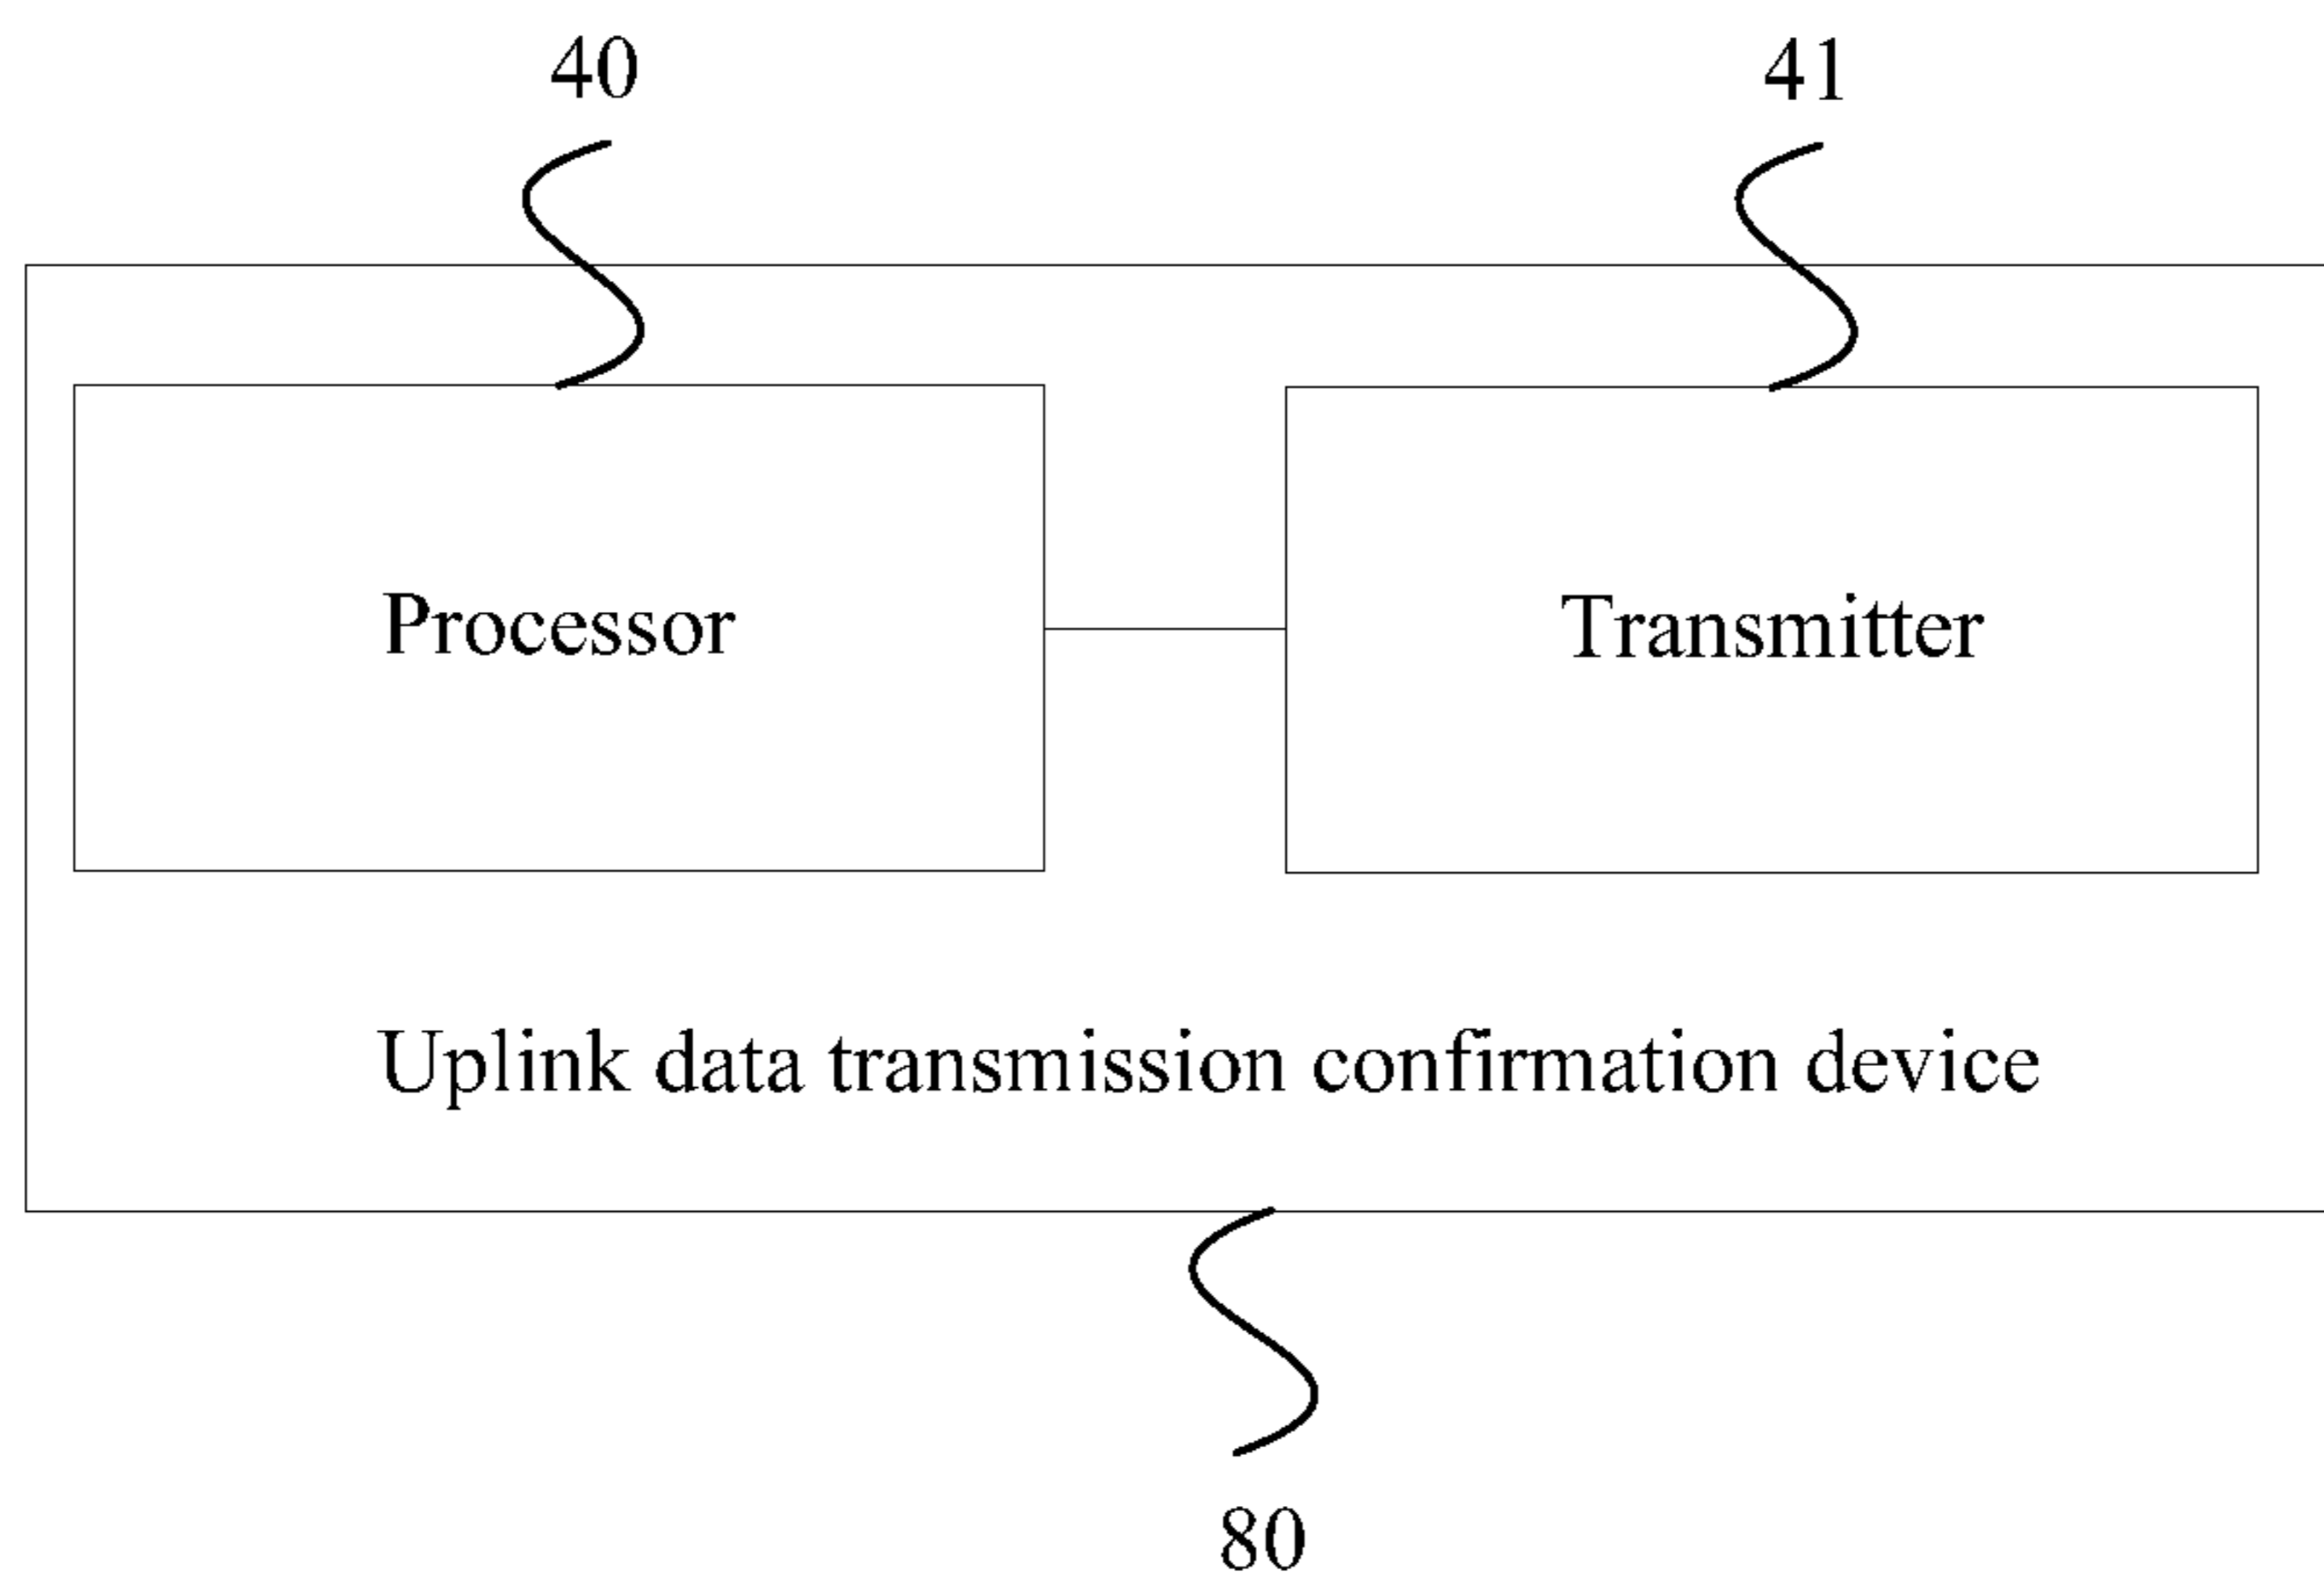 40
41
Processor
Transmitter
Uplink data transmission confirmation device
80